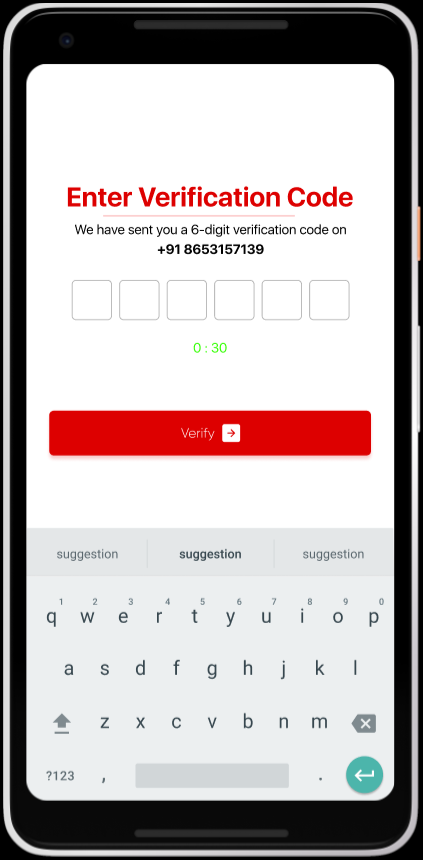 Enter Verification Code
We have sent you a 6-digit verification code on
+91 8653157139
0 : 30
Verify
suggestion suggestion suggestion
1 2 3 4 5 6 7 8 9 0
q w e r t y u i o p
a s d f g h j k l
z x c v b n m
?123 , .